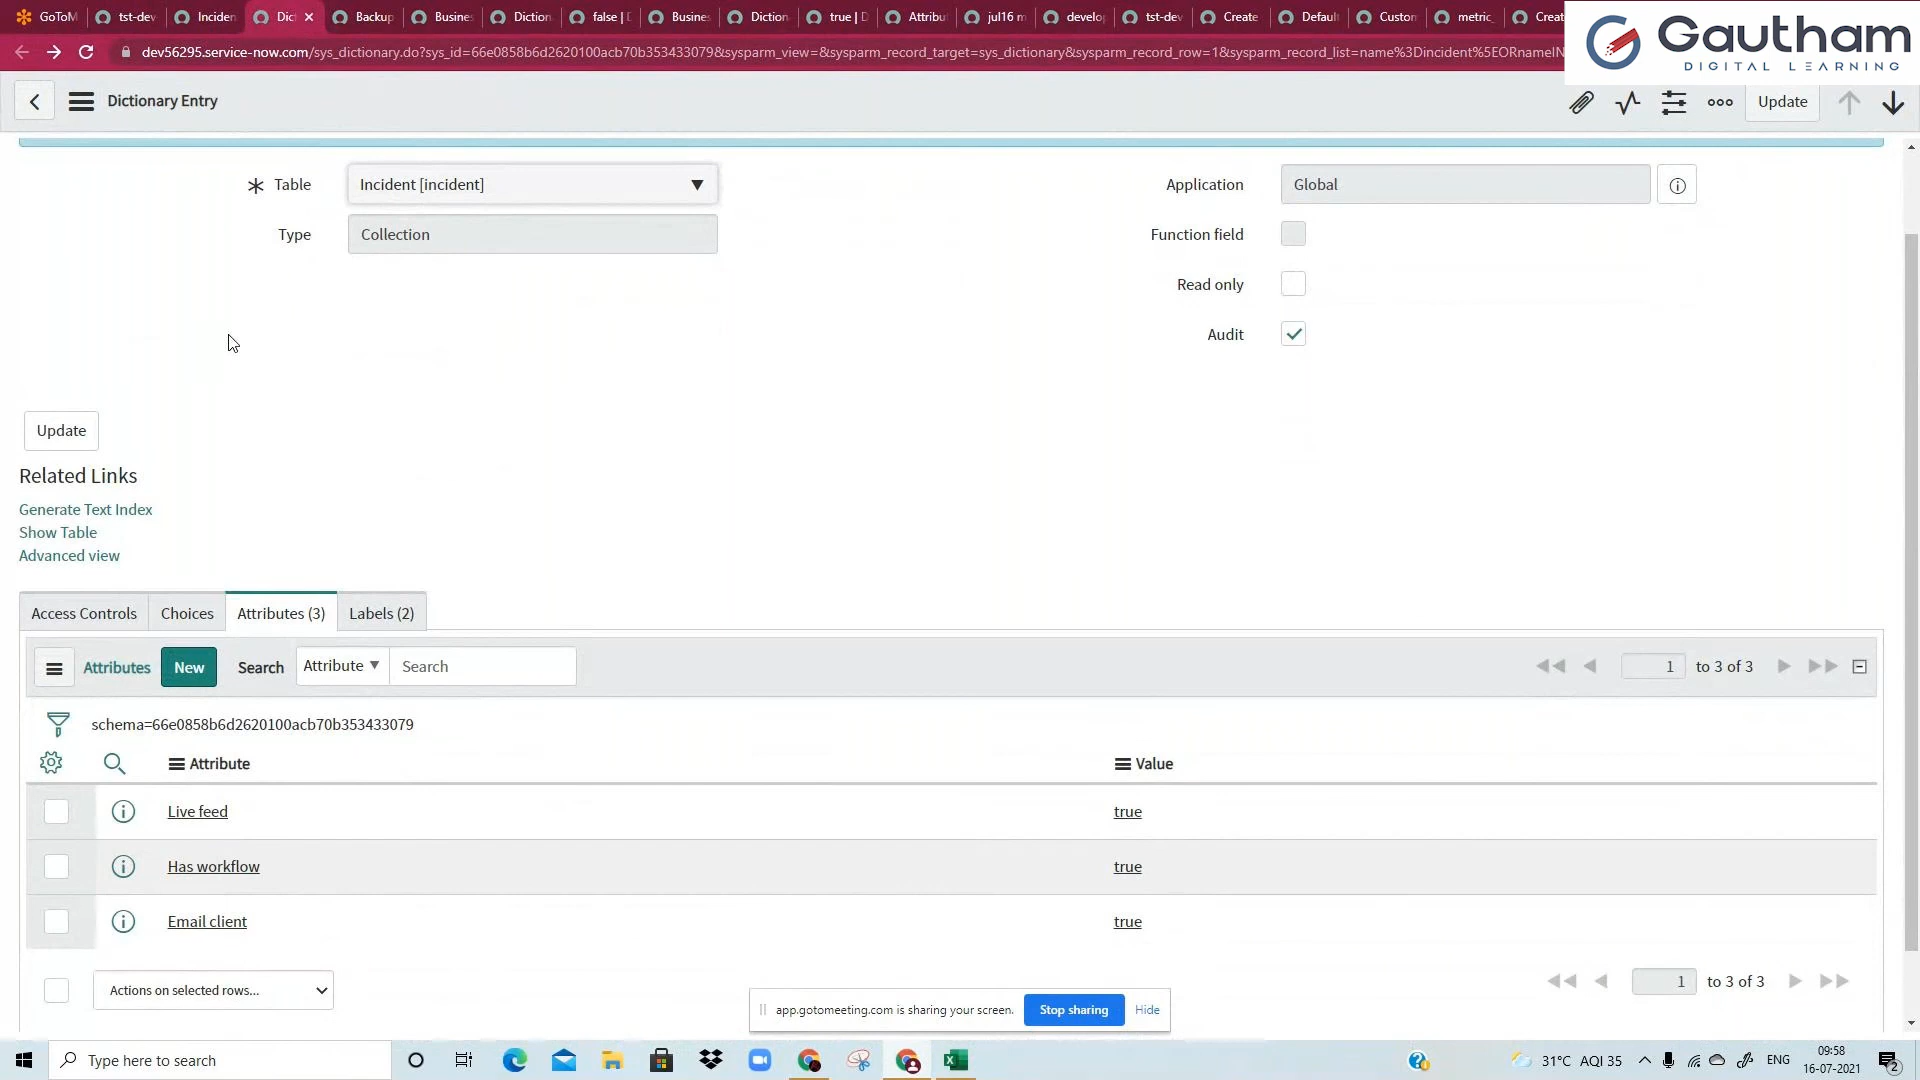 GoToM
tst-dev
Inciden
Dic
Backup
Busine
Diction
false | D
Busine
Diction
true | D
Attribu
jul16 m
develo
tst-dev
Create
Default
Custon
metric_
Creat
Gautham
DIGITAL LEARNING
dev56295.service-now.com/sys_dictionary.do?sys_id=66e0858b6d2620100acb70b353433079&sysparm_view=&sysparm_record_target=sys_dictionary&sysparm_record_row=1&sysparm_record_list=name%3Dincident%5EORnameIN
Dictionary Entry
Update
Table
Incident [incident]
Application
Global
Type
Collection
Function field
Read only
Audit
Update
Related Links
Generate Text Index
Show Table
Advanced view
Access Controls
Choices
Attributes (3)
Labels (2)
Attributes
New
Search
Attribute
Search
1
to 3 of 3
schema=66e0858b6d2620100acb70b353433079
Attribute
Value
Live feed
true
Has workflow
true
Email client
true
Actions on selected rows...
1
to 3 of 3
app.gotomeeting.com is sharing your screen.
Stop sharing
Hide
Type here to search
31°C AQI 35
ENG
09:58
16-07-2021
2